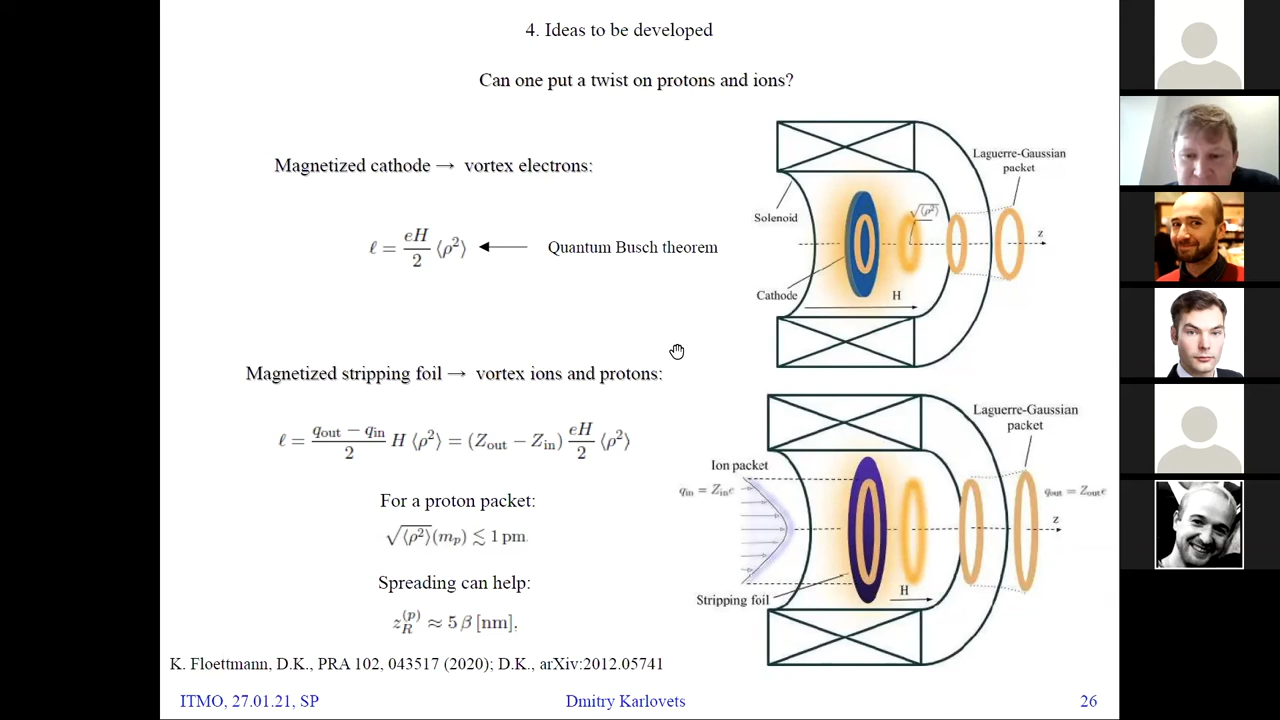 4. Ideas to be developed
Can one put a twist on protons and ions?
Magnetized cathode → vortex electrons:
ℓ = eH/2 ⟨ρ²⟩
Quantum Busch theorem
Solenoid
Cathode
H
√⟨ρ²⟩
Laguerre-Gaussian
packet
z
Magnetized stripping foil → vortex ions and protons:
ℓ = (q_out − q_in)/2 H ⟨ρ²⟩ = (Z_out − Z_in) eH/2 ⟨ρ²⟩
For a proton packet:
√⟨ρ²⟩(m_p) ≲ 1 pm.
Spreading can help:
z_R^(p) ≈ 5 β [nm],
Ion packet
q_in = Z_in e
Stripping foil
H
Laguerre-Gaussian
packet
q_out = Z_out e
z
K. Floettmann, D.K., PRA 102, 043517 (2020); D.K., arXiv:2012.05741
ITMO, 27.01.21, SP
Dmitry Karlovets
26